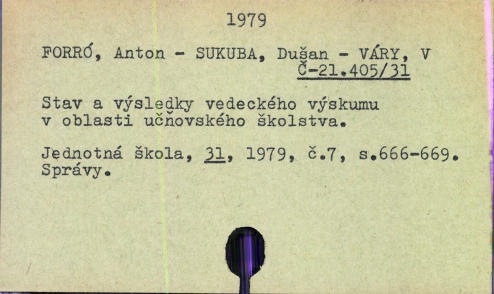 1979
FORRÓ, Anton - SUKUBA, Dušan - VÁRY, V
Č-21.405/31
Stav a výsledky vedeckého výskumu
v oblasti učňovského školstva.
Jednotná škola, 31, 1979, č.7, s.666-669.
Správy.